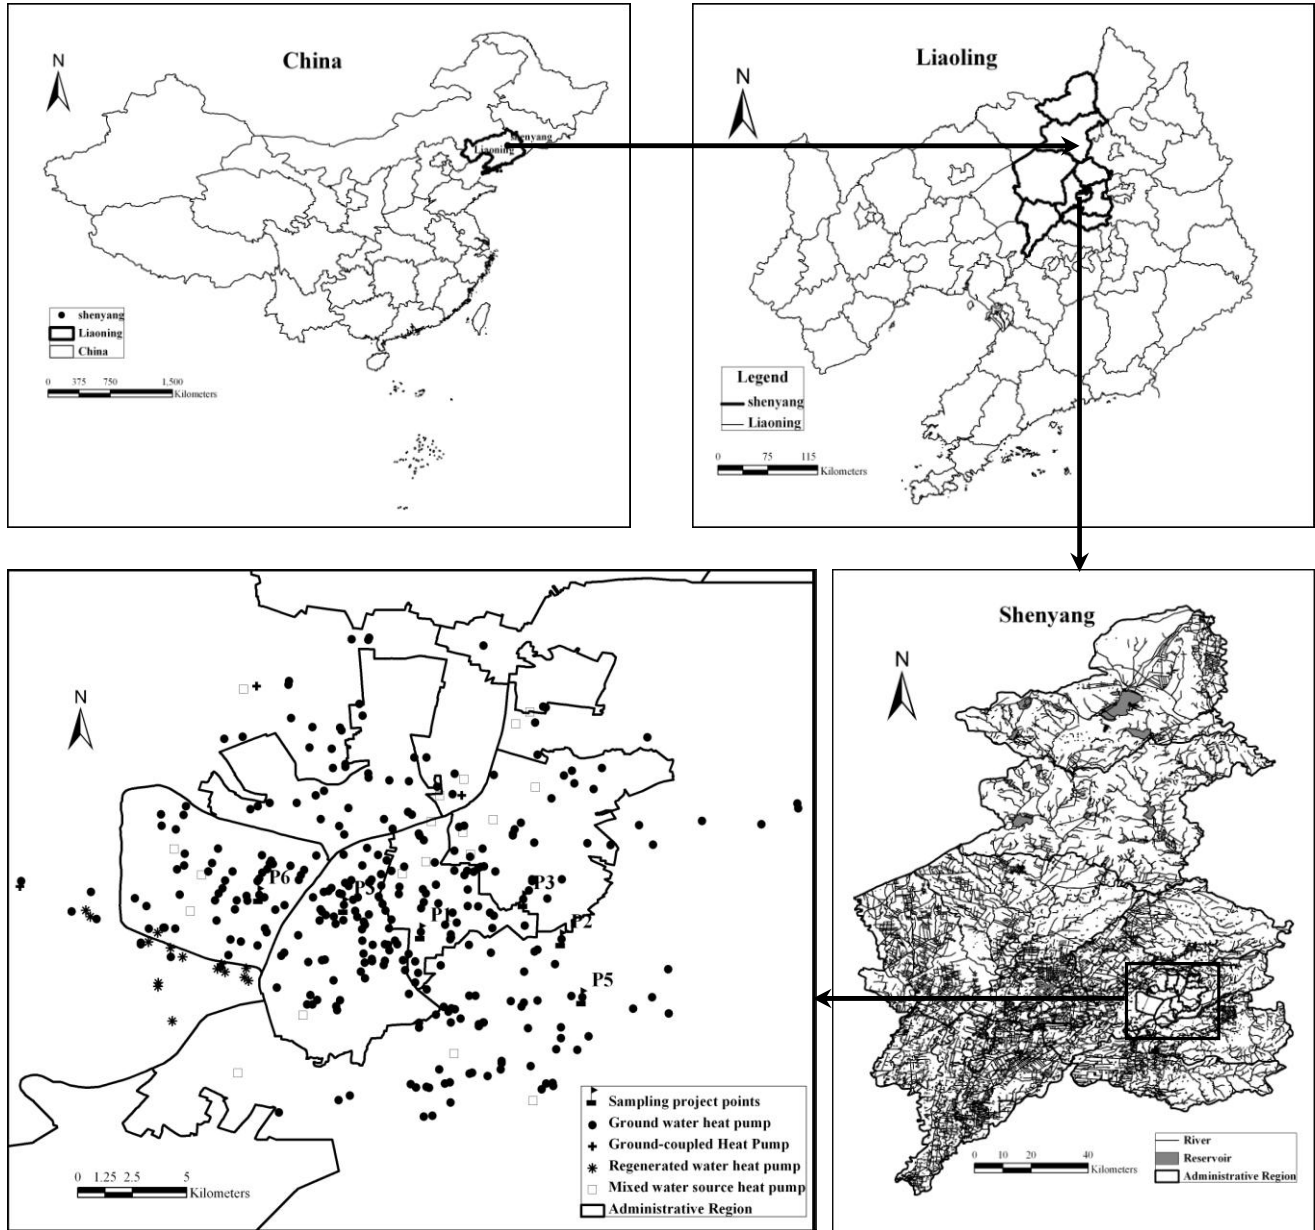 China
N
shenyang
Liaoning
shenyang
Liaoning
China
0 375 750 1,500
Kilometers
Liaoling
N
Legend
shenyang
Liaoning
0 75 115
Kilometers
N
P6
P3
P3
P1
P2
P5
Sampling project points
Ground water heat pump
Ground-coupled Heat Pump
Regenerated water heat pump
Mixed water source heat pump
Administrative Region
0 1.25 2.5 5
Kilometers
Shenyang
N
River
Reservoir
Administrative Region
0 10 20 40
Kilometers